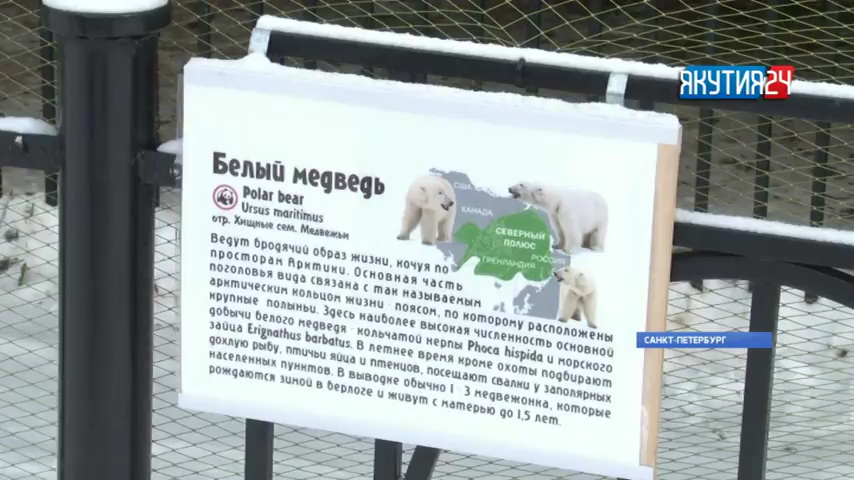 ЯКУТИЯ24
Белый медведь
Polar bear
Ursus maritimus
отр. Хищные сем. Медвежьи
США
КАНАДА
СЕВЕРНЫЙ
ПОЛЮС
РОССИЯ
ГРЕНЛАНДИЯ
Ведут бродячий образ жизни, кочуя по
просторам Арктики. Основная часть
поголовья вида связана с так называемым
арктическим кольцом жизни - поясом, по которому расположены
крупные полыньи. Здесь наиболее высокая численность основной
добычи белого медведя - кольчатой нерпы Phoca hispida и морского
зайца Erignathus barbatus. В летнее время кроме охоты подбирают
дохлую рыбу, птичьи яйца и птенцов, посещают свалки у заполярных
населенных пунктов. В выводке обычно 1 - 3 медвежонка, которые
рождаются зимой в берлоге и живут с матерью до 1,5 лет.
САНКТ-ПЕТЕРБУРГ